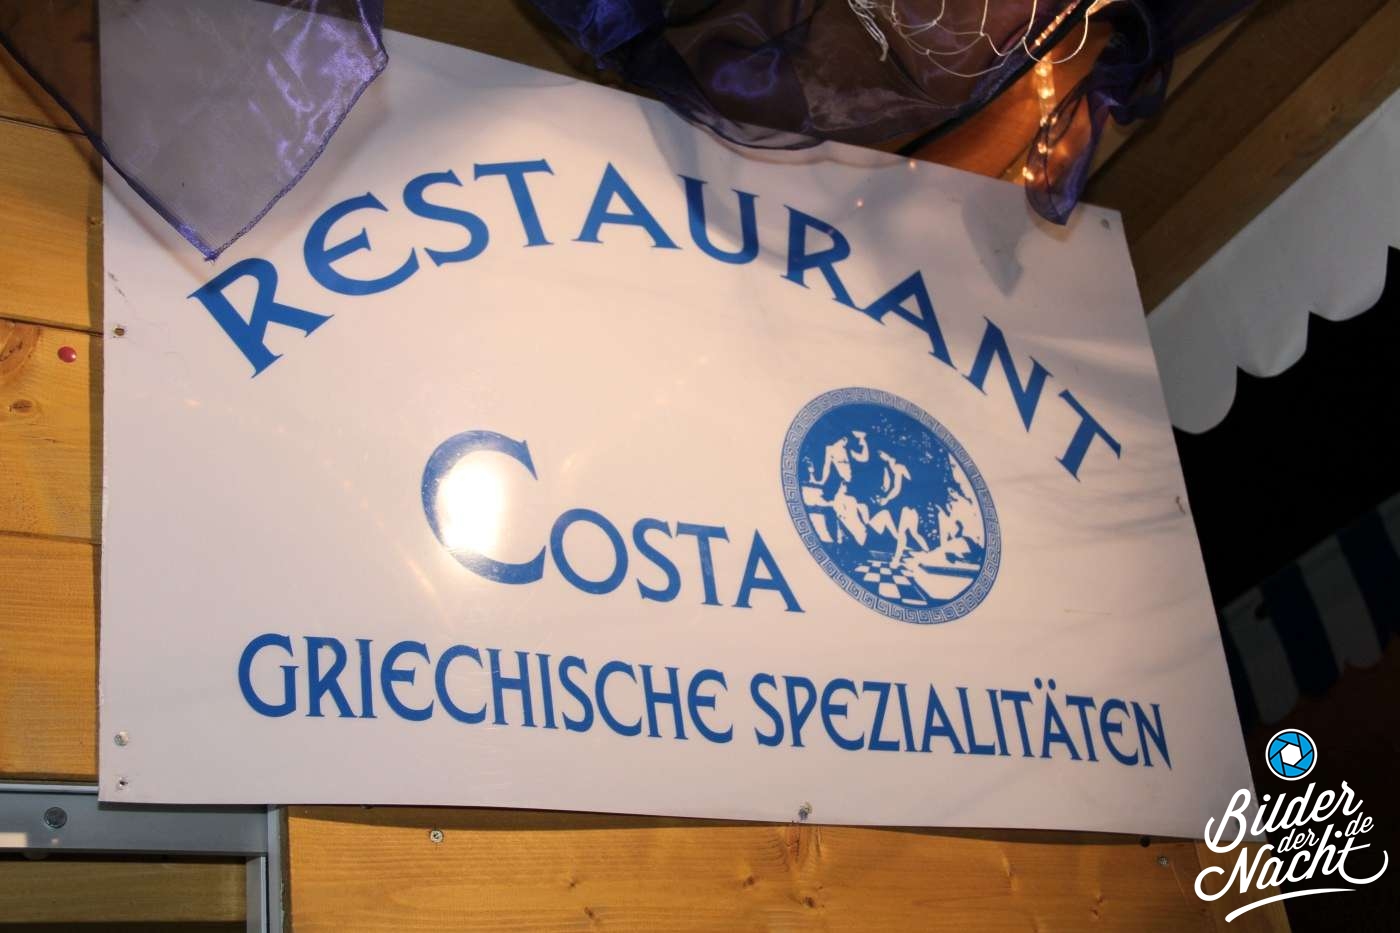 RESTAURANT
COSTA
GRIECHISCHE SPEZIALITÄTEN
Bilder
der
Nacht.de